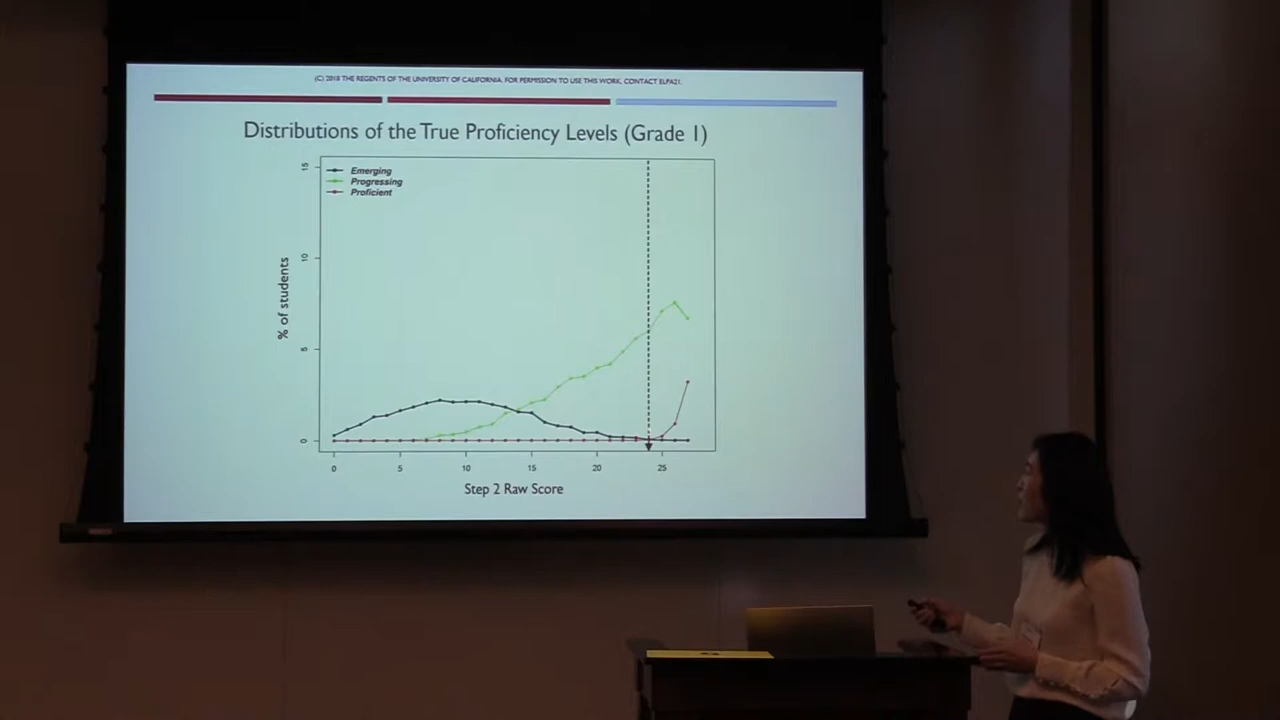 (C) 2018 THE REGENTS OF THE UNIVERSITY OF CALIFORNIA. FOR PERMISSION TO USE THIS WORK, CONTACT ELPA21.
Distributions of the True Proficiency Levels (Grade 1)
Emerging
Progressing
Proficient
15
10
5
0
% of students
0 5 10 15 20 25
Step 2 Raw Score